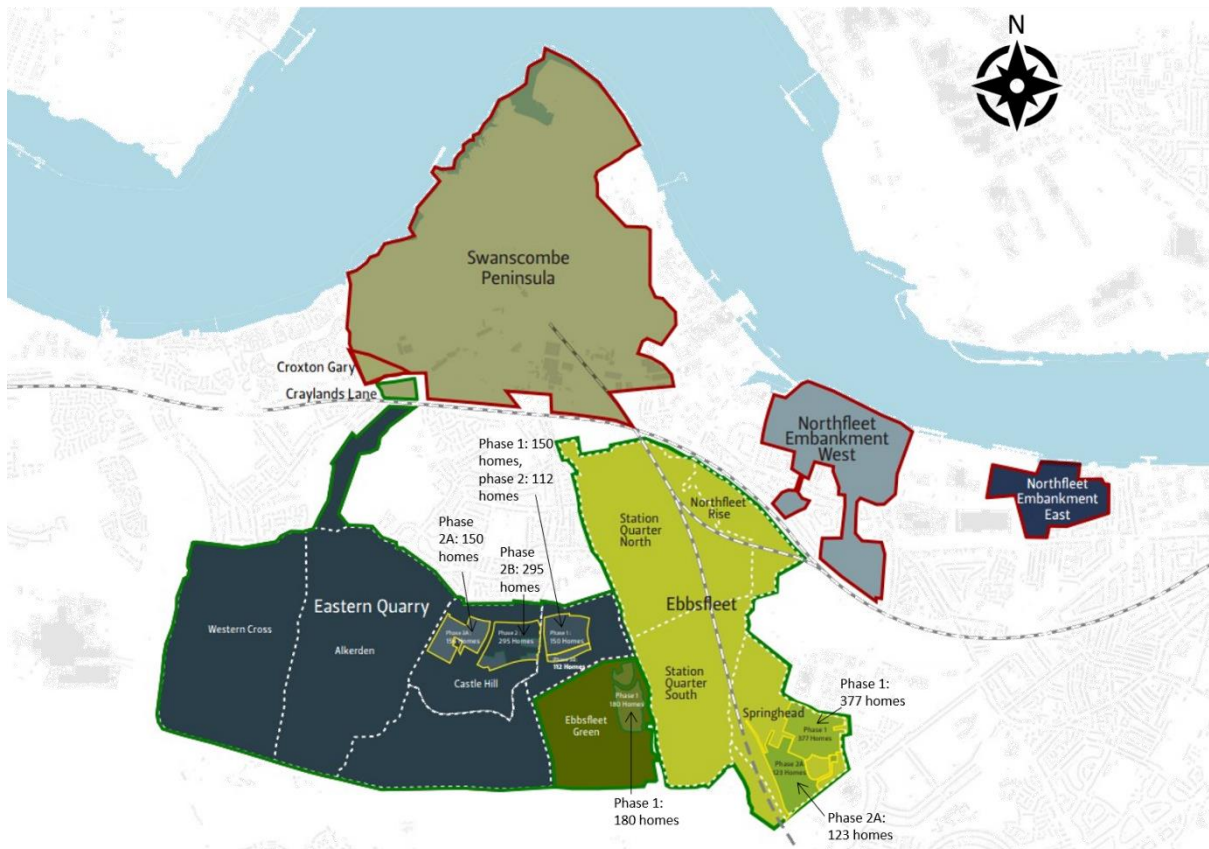 N
Swanscombe
Peninsula
Croxton Gary
Craylands Lane
Northfleet
Embankment
West
Northfleet
Embankment
East
Phase 1: 150
homes,
phase 2: 112
homes
Phase
2A: 150
homes
Phase
2B: 295
homes
Station
Quarter
North
Northfleet
Rise
Ebbsfleet
Eastern Quarry
Western Cross
Alkerden
Castle Hill
Phase 2
295 Homes
Phase 1:
150 Homes
112 Homes
Ebbsfleet
Green
Phase 1
180 Homes
Station
Quarter
South
Springhead
Phase 1
377 Homes
Phase 2A
123 Homes
Phase 1:
377 homes
Phase 1:
180 homes
Phase 2A:
123 homes